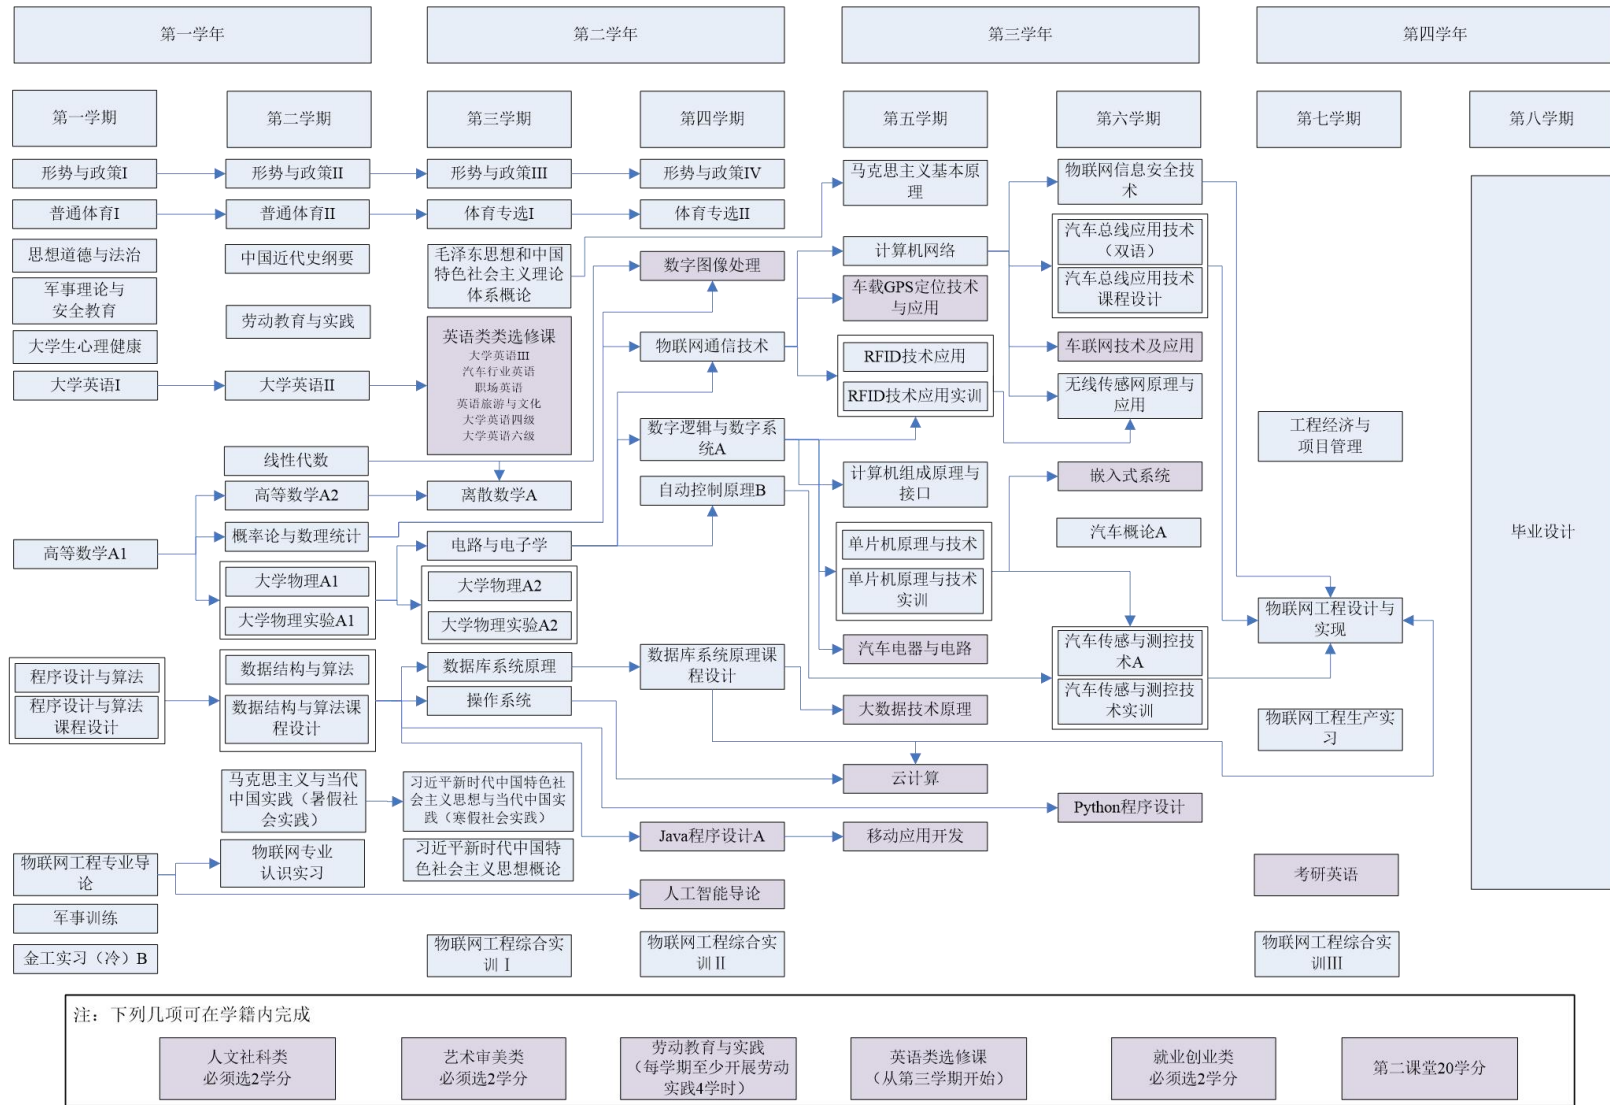 第一学年
第二学年
第三学年
第四学年
第一学期
第二学期
第三学期
第四学期
第五学期
第六学期
第七学期
第八学期
形势与政策I
形势与政策II
形势与政策III
形势与政策IV
马克思主义基本
原理
物联网信息安全技
术
普通体育I
普通体育II
体育专选I
体育专选II
思想道德与法治
中国近代史纲要
毛泽东思想和中国
特色社会主义理论
体系概论
数字图像处理
计算机网络
汽车总线应用技术
（双语）
汽车总线应用技术
课程设计
军事理论与
安全教育
劳动教育与实践
车载GPS定位技术
与应用
大学生心理健康
英语类类选修课
大学英语III
汽车行业英语
职场英语
英语旅游与文化
大学英语四级
大学英语六级
物联网通信技术
RFID技术应用
RFID技术应用实训
车联网技术及应用
大学英语I
大学英语II
无线传感网原理与
应用
数字逻辑与数字系
统A
工程经济与
项目管理
线性代数
计算机组成原理与
接口
嵌入式系统
高等数学A2
离散数学A
自动控制原理B
高等数学A1
概率论与数理统计
电路与电子学
单片机原理与技术
单片机原理与技术
实训
汽车概论A
毕业设计
大学物理A1
大学物理实验A1
大学物理A2
大学物理实验A2
物联网工程设计与
实现
程序设计与算法
程序设计与算法
课程设计
数据结构与算法
数据结构与算法课
程设计
数据库系统原理
操作系统
数据库系统原理课
程设计
汽车电器与电路
大数据技术原理
汽车传感与测控
技术A
汽车传感与测控技
术实训
物联网工程生产实
习
马克思主义与当代
中国实践（暑假社
会实践）
习近平新时代中国特色社
会主义思想与当代中国实
践（寒假社会实践）
云计算
Python程序设计
物联网工程专业导
论
物联网专业
认识实习
习近平新时代中国特
色社会主义思想概论
Java程序设计A
移动应用开发
人工智能导论
考研英语
军事训练
金工实习（冷）B
物联网工程综合实
训Ⅰ
物联网工程综合实
训Ⅱ
物联网工程综合实
训III
注：下列几项可在学籍内完成
人文社科类
必须选2学分
艺术审美类
必须选2学分
劳动教育与实践
（每学期至少开展劳动
实践4学时）
英语类选修课
（从第三学期开始）
就业创业类
必须选2学分
第二课堂20学分